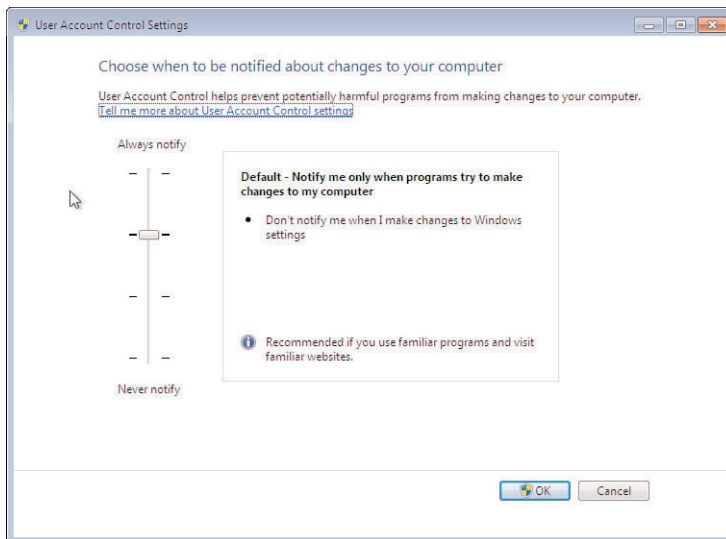 User Account Control Settings
Choose when to be notified about changes to your computer
User Account Control helps prevent potentially harmful programs from making changes to your computer.
Tell me more about User Account Control settings
Always notify
Default - Notify me only when programs try to make
changes to my computer
• Don't notify me when I make changes to Windows
settings
Recommended if you use familiar programs and visit
familiar websites.
Never notify
OK
Cancel